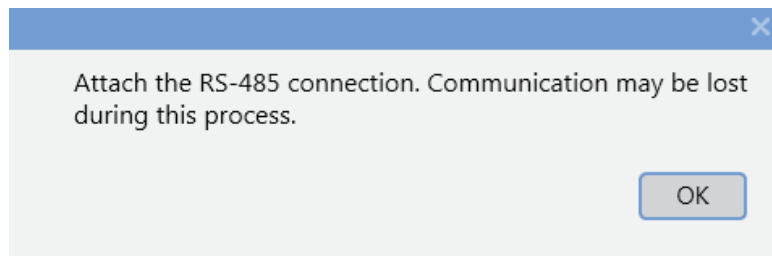 Attach the RS-485 connection. Communication may be lost
during this process.
OK